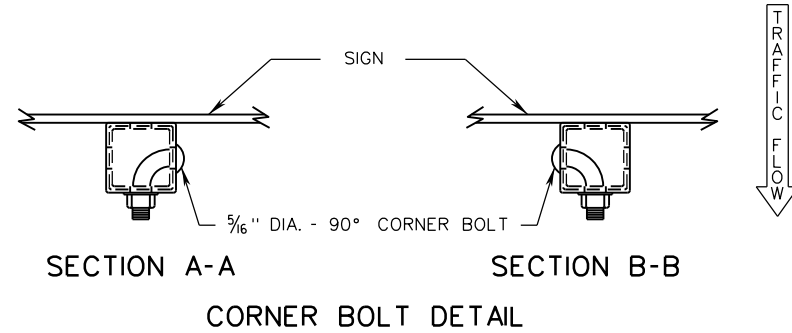 SIGN
TRAFFIC FLOW
5/16" DIA. - 90° CORNER BOLT
SECTION A-A
SECTION B-B
CORNER BOLT DETAIL